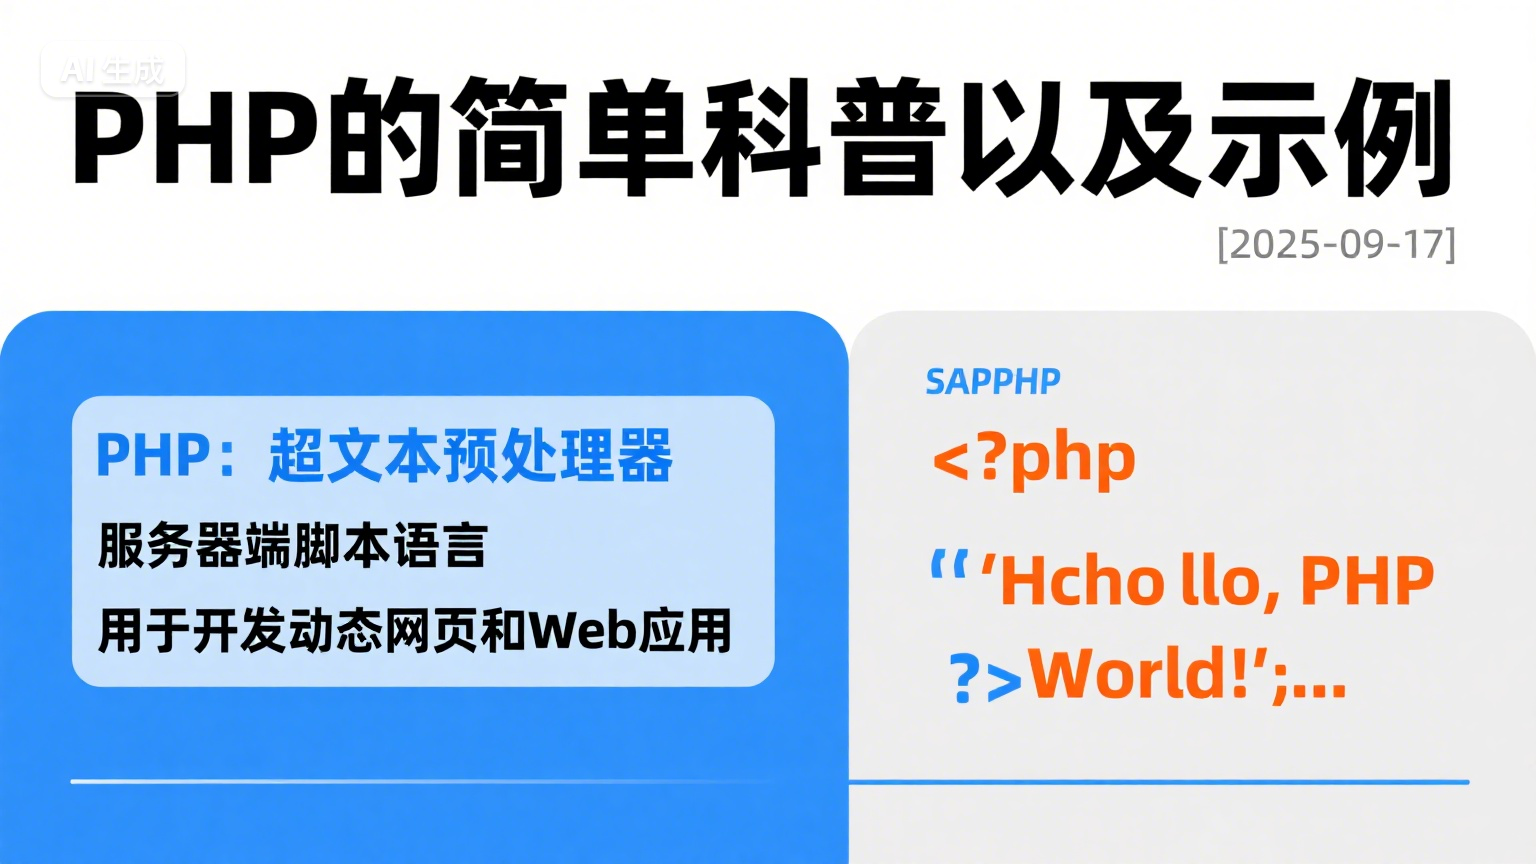 AI 生成
PHP的简单科普以及示例
[2025-09-17]
PHP：超文本预处理器
服务器端脚本语言
用于开发动态网页和Web应用
SAPPHP
<?php
“‘Hcho llo, PHP
?>World!’;...